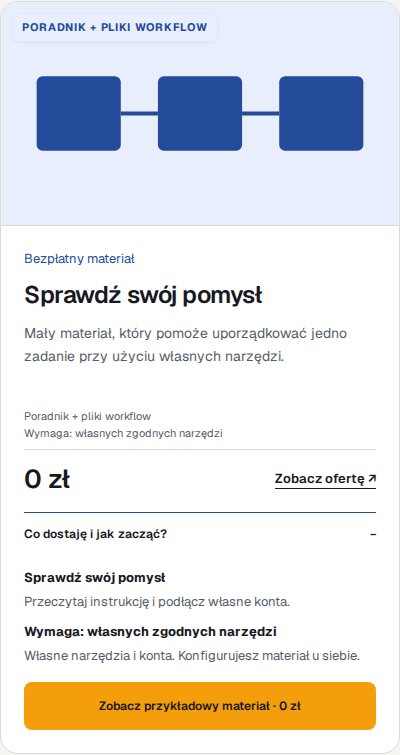 PORADNIK + PLIKI WORKFLOW
Bezpłatny materiał
Sprawdź swój pomysł
Mały materiał, który pomoże uporządkować jedno
zadanie przy użyciu własnych narzędzi.
Poradnik + pliki workflow
Wymaga: własnych zgodnych narzędzi
0 zł
Zobacz ofertę ↗
Co dostaję i jak zacząć?
–
Sprawdź swój pomysł
Przeczytaj instrukcję i podłącz własne konta.
Wymaga: własnych zgodnych narzędzi
Własne narzędzia i konta. Konfigurujesz materiał u siebie.
Zobacz przykładowy materiał · 0 zł